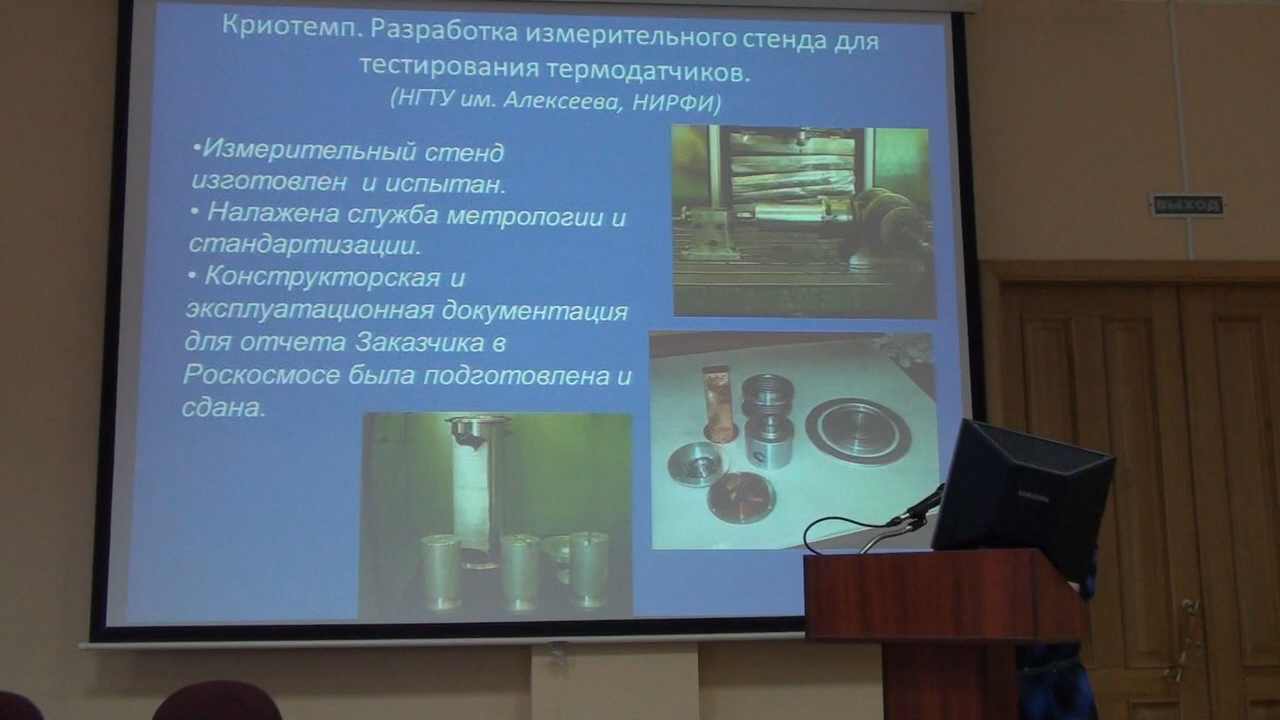 Криотемп. Разработка измерительного стенда для
тестирования термодатчиков.
(НГТУ им. Алексеева, НИРФИ)
•Измерительный стенд
изготовлен и испытан.
• Налажена служба метрологии и
стандартизации.
• Конструкторская и
эксплуатационная документация
для отчета Заказчика в
Роскосмосе была подготовлена и
сдана.
ВЫХОД
SAMSUNG